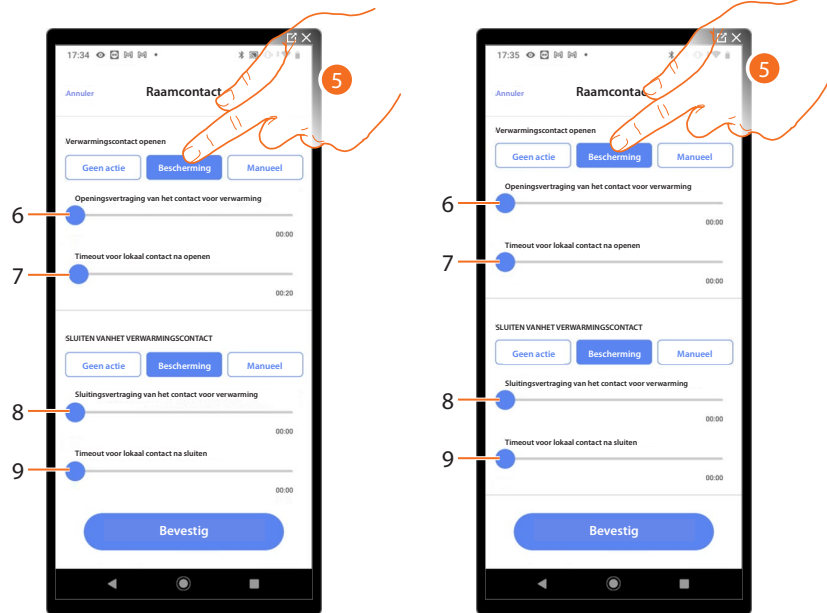 17:34
Annuler
Raamcontact
5
Verwarmingscontact openen
Geen actie
Bescherming
Manueel
Openingsvertraging van het contact voor verwarming
6
00:00
Timeout voor lokaal contact na openen
7
00:20
SLUITEN VANHET VERWARMINGSCONTACT
Geen actie
Bescherming
Manueel
Sluitingsvertraging van het contact voor verwarming
8
00:00
Timeout voor lokaal contact na sluiten
9
00:00
Bevestig
17:35
Annuler
Raamcontact
5
Verwarmingscontact openen
Geen actie
Bescherming
Manueel
Openingsvertraging van het contact voor verwarming
6
00:00
Timeout voor lokaal contact na openen
7
00:00
SLUITEN VANHET VERWARMINGSCONTACT
Geen actie
Bescherming
Manueel
Sluitingsvertraging van het contact voor verwarming
8
00:00
Timeout voor lokaal contact na sluiten
9
00:00
Bevestig